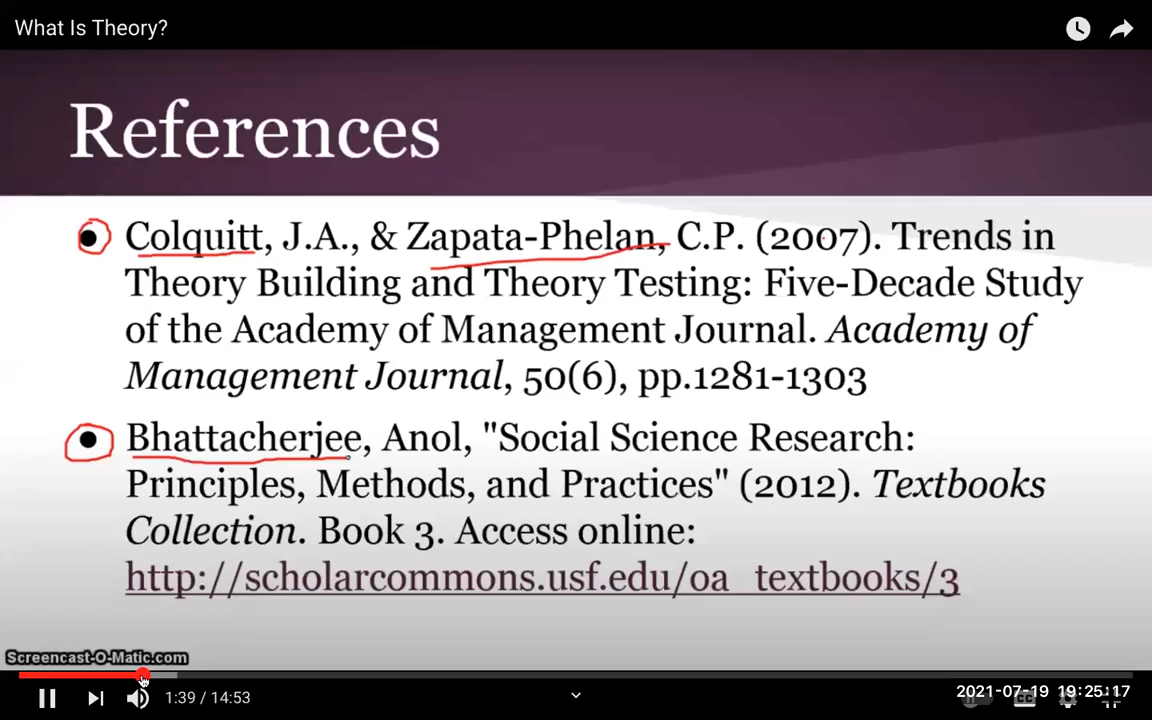 What Is Theory?
References
Colquitt, J.A., & Zapata-Phelan, C.P. (2007). Trends in
Theory Building and Theory Testing: Five-Decade Study
of the Academy of Management Journal. Academy of
Management Journal, 50(6), pp.1281-1303
Bhattacherjee, Anol, "Social Science Research:
Principles, Methods, and Practices" (2012). Textbooks
Collection. Book 3. Access online:
http://scholarcommons.usf.edu/oa_textbooks/3
Screencast-O-Matic.com
1:39 / 14:53
2021-07-19 19:25:17